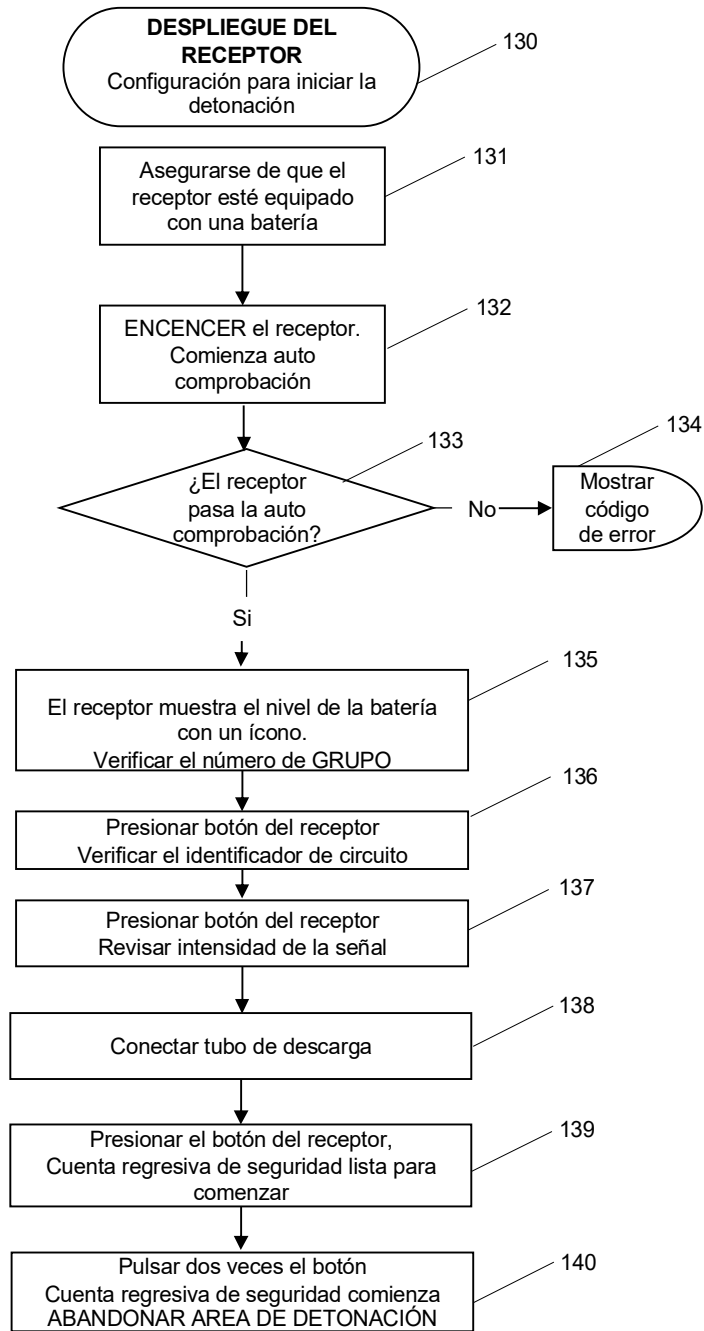 DESPLIEGUE DEL
RECEPTOR
Configuración para iniciar la
detonación
130
Asegurarse de que el
receptor esté equipado
con una batería
131
ENCENCER el receptor.
Comienza auto
comprobación
132
¿El receptor
pasa la auto
comprobación?
133
No
Mostrar
código
de error
134
Si
El receptor muestra el nivel de la batería
con un ícono.
Verificar el número de GRUPO
135
Presionar botón del receptor
Verificar el identificador de circuito
136
Presionar botón del receptor
Revisar intensidad de la señal
137
Conectar tubo de descarga
138
Presionar el botón del receptor,
Cuenta regresiva de seguridad lista para
comenzar
139
Pulsar dos veces el botón
Cuenta regresiva de seguridad comienza
ABANDONAR AREA DE DETONACIÓN
140